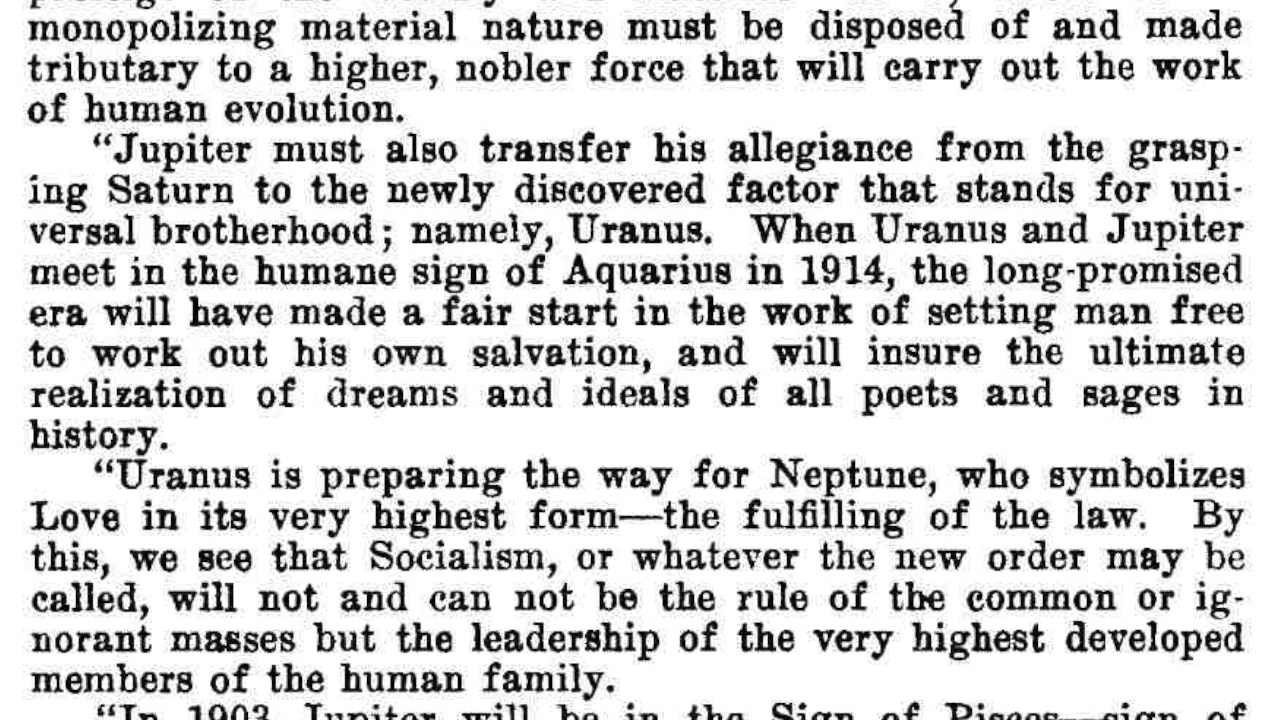 monopolizing material nature must be disposed of and made
tributary to a higher, nobler force that will carry out the work
of human evolution.
“Jupiter must also transfer his allegiance from the grasp-
ing Saturn to the newly discovered factor that stands for uni-
versal brotherhood; namely, Uranus. When Uranus and Jupiter
meet in the humane sign of Aquarius in 1914, the long-promised
era will have made a fair start in the work of setting man free
to work out his own salvation, and will insure the ultimate
realization of dreams and ideals of all poets and sages in
history.
“Uranus is preparing the way for Neptune, who symbolizes
Love in its very highest form—the fulfilling of the law. By
this, we see that Socialism, or whatever the new order may be
called, will not and can not be the rule of the common or ig-
norant masses but the leadership of the very highest developed
members of the human family.
“In 1903 Jupiter will be in the Sign of Pisces—sign of